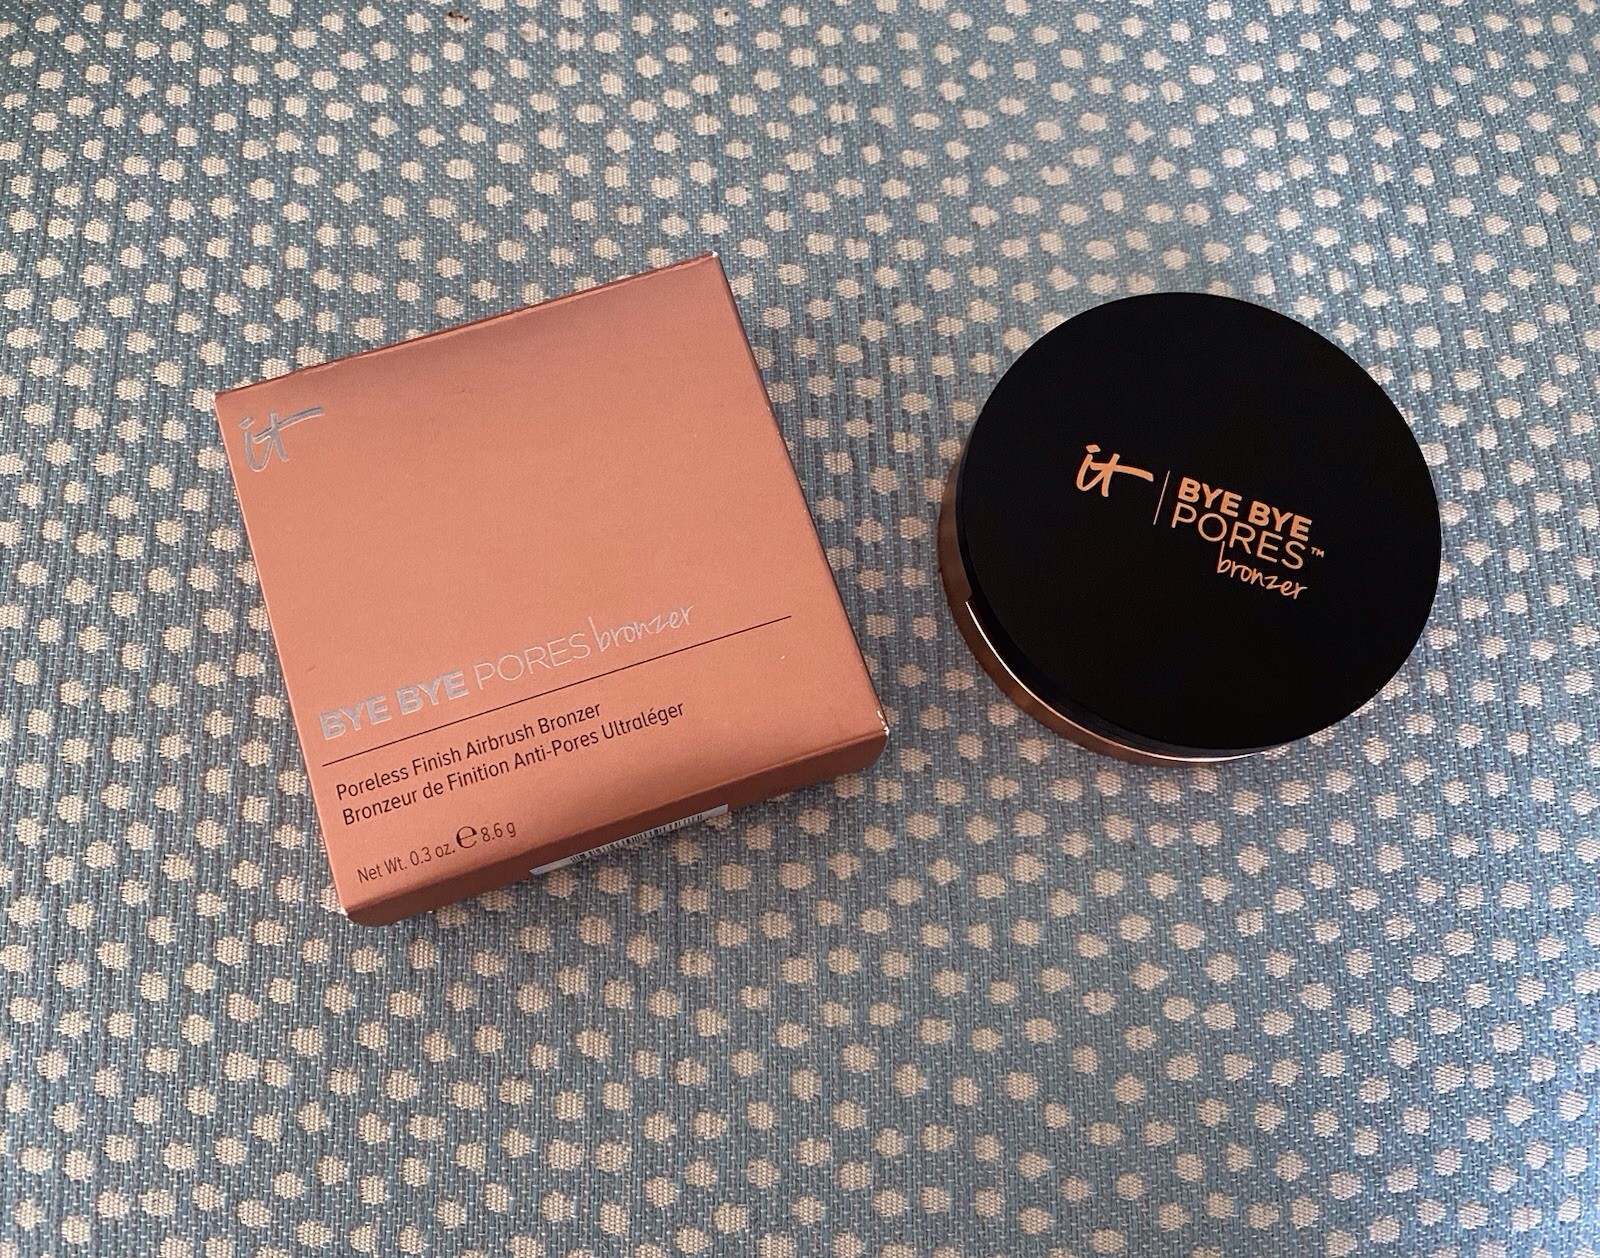 it
BYE BYE PORES bronzer
Poreless Finish Airbrush Bronzer
Bronzeur de Finition Anti-Pores Ultraléger
Net Wt. 0.3 oz. ℮ 8.6 g
it
BYE BYE
PORES™
bronzer